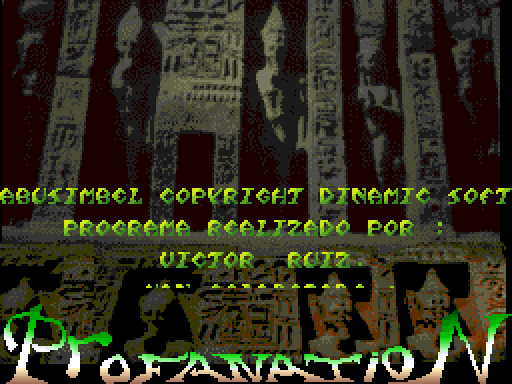 ABUSIMBEL COPYRIGHT DINAMIC SOFT
PROGRAMA REALIZADO POR :
VICTOR RUIZ.
PROFANATION